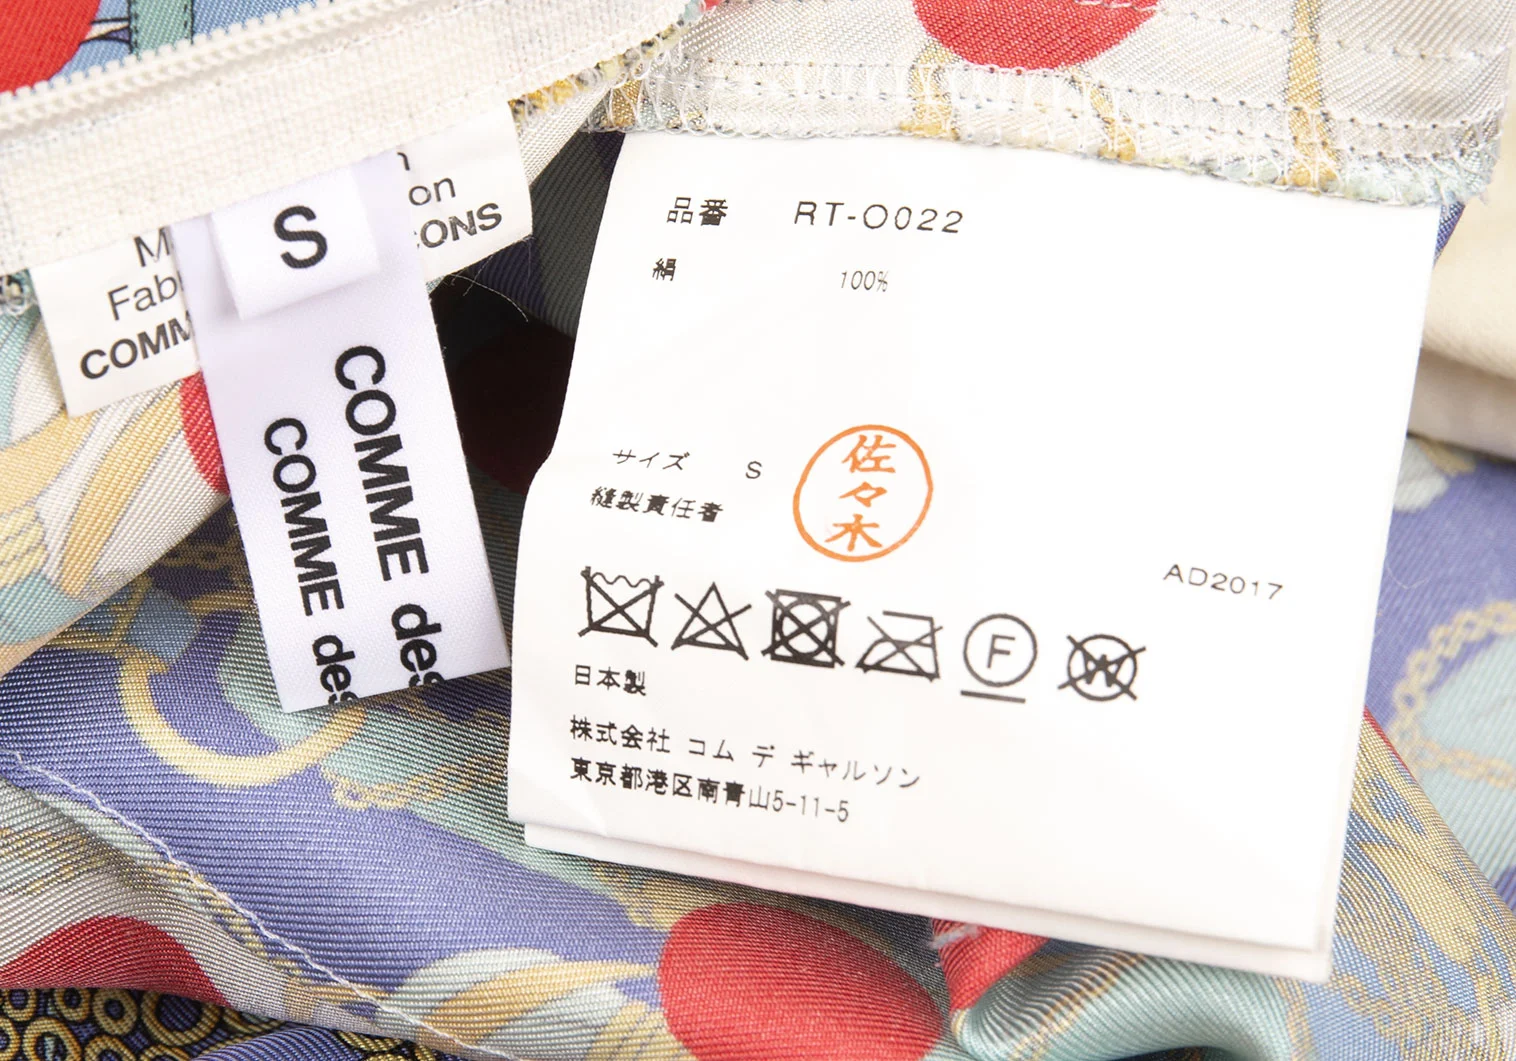 on
CONS
M
Fab
COMM
S
COMME des
COMME des
品番 RT-O022
絹 100%
サイズ S
縫製責任者
佐々木
AD2017
F
W
日本製
株式会社 コム デ ギャルソン
東京都港区南青山5-11-5